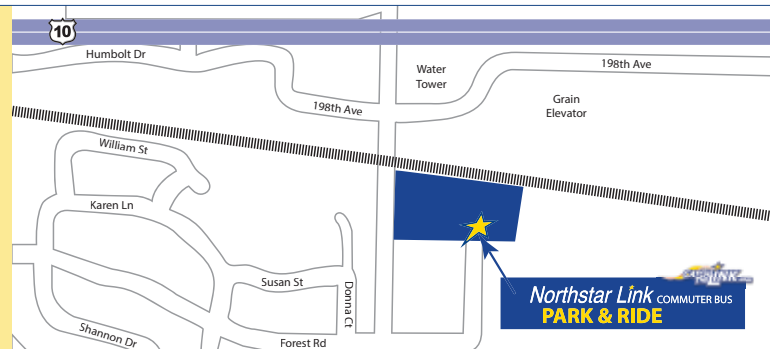 10
Humbolt Dr
Water
Tower
198th Ave
Grain
Elevator
198th Ave
William St
Karen Ln
Susan St
Donna Ct
Northstar Link COMMUTER BUS
PARK & RIDE
Shannon Dr
Forest Rd